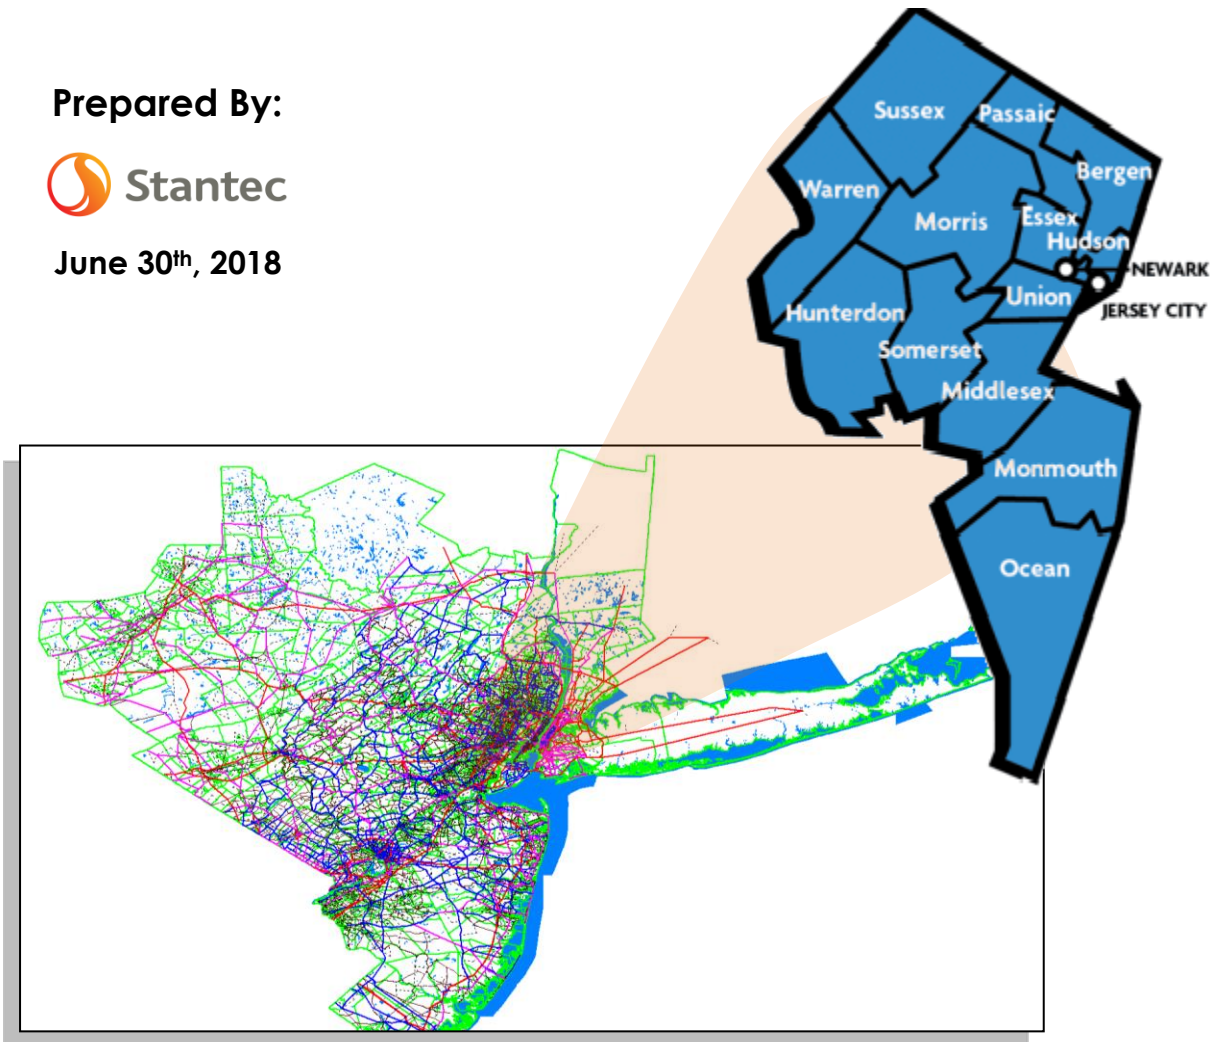 Prepared By:
Stantec
June 30th, 2018
Sussex
Passaic
Bergen
Warren
Morris
Essex
Hudson
NEWARK
Union
JERSEY CITY
Hunterdon
Somerset
Middlesex
Monmouth
Ocean